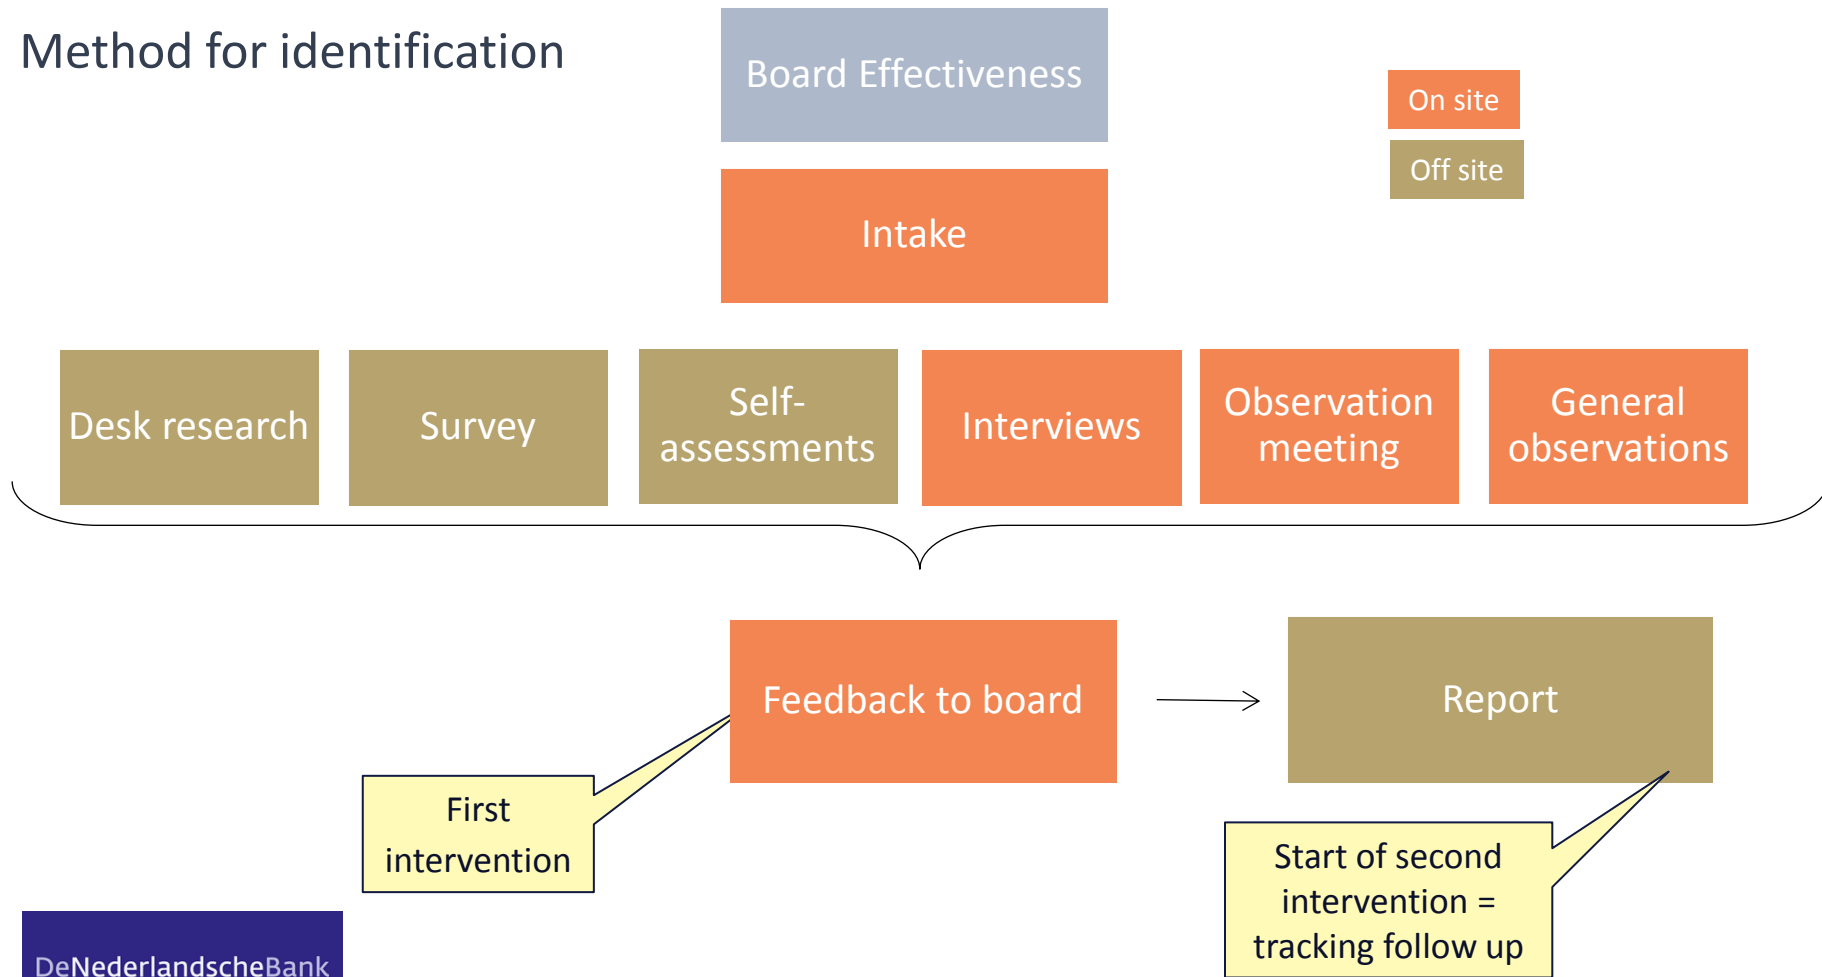 Method for identification
Board Effectiveness
On site
Off site
Intake
Desk research
Survey
Self-
assessments
Interviews
Observation
meeting
General
observations
Feedback to board
Report
First
intervention
Start of second
intervention =
tracking follow up
DeNederlandscheBank